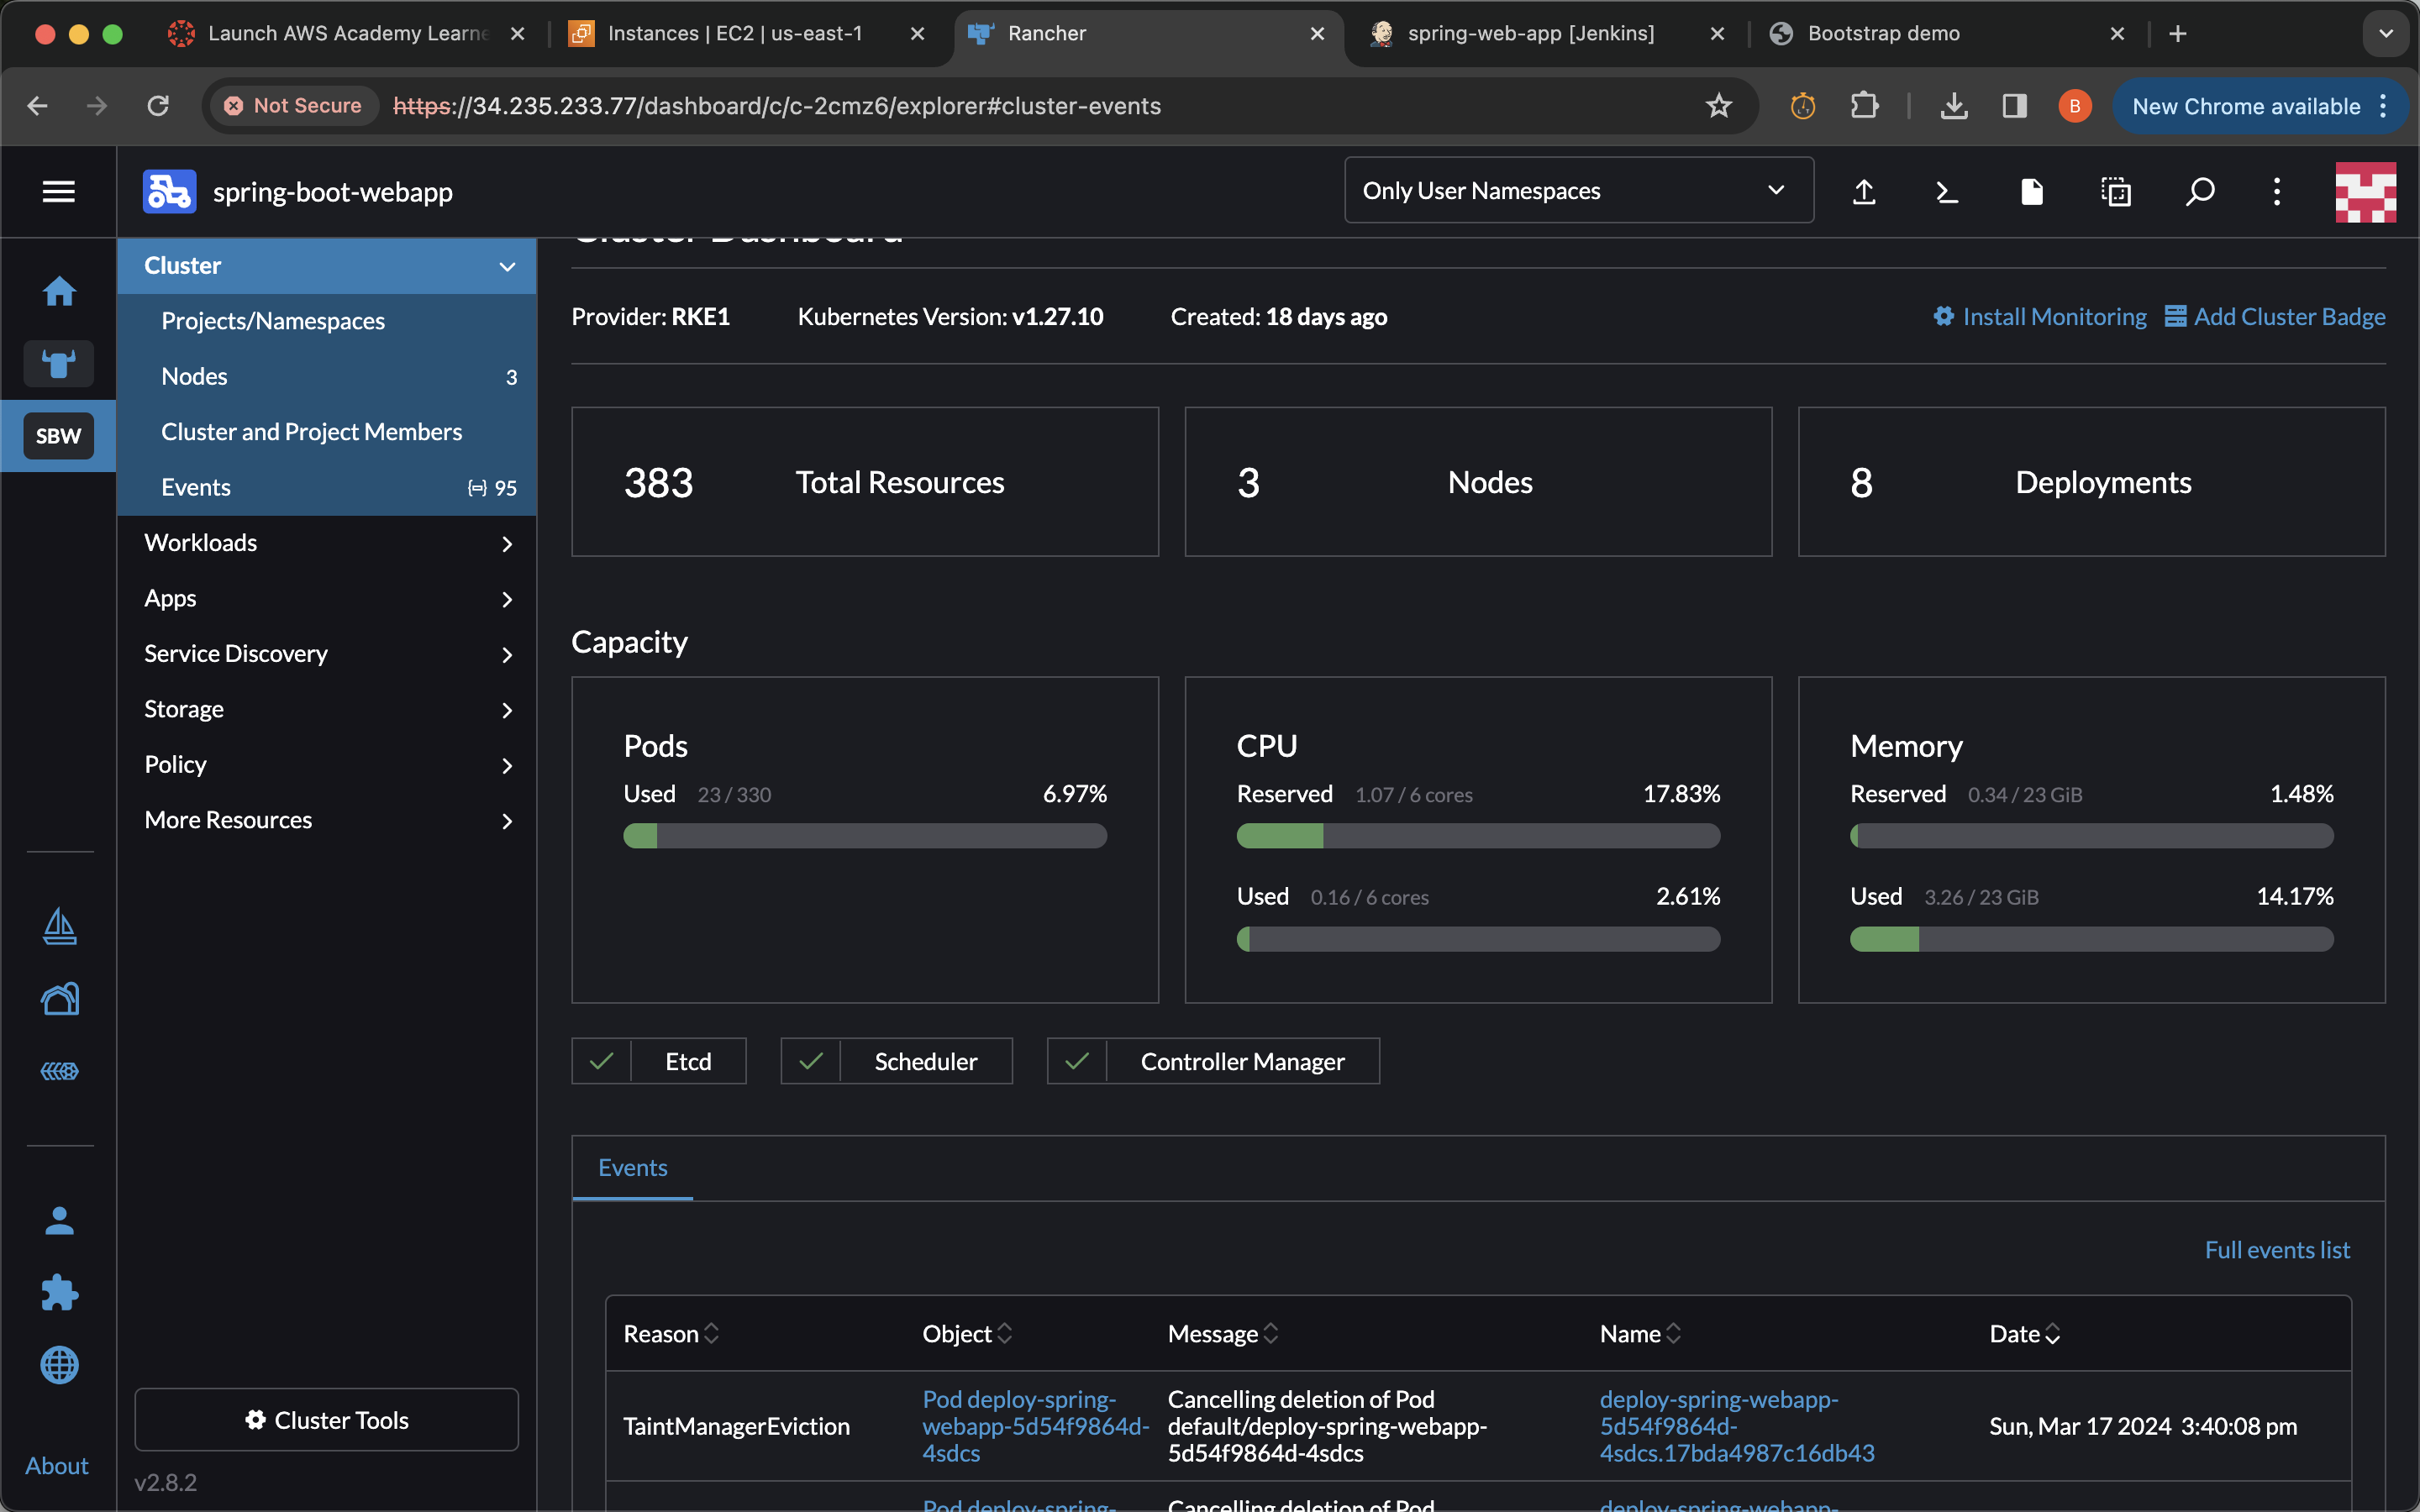 Launch AWS Academy Learne
Instances | EC2 | us-east-1
Rancher
spring-web-app [Jenkins]
Bootstrap demo
Not Secure
https://34.235.233.77/dashboard/c/c-2cmz6/explorer#cluster-events
B
New Chrome available
spring-boot-webapp
Only User Namespaces
Cluster Dashboard
Cluster
Projects/Namespaces
Nodes 3
Cluster and Project Members
Events 95
Workloads
Apps
Service Discovery
Storage
Policy
More Resources
SBW
Cluster Tools
About
v2.8.2
Provider: RKE1 Kubernetes Version: v1.27.10 Created: 18 days ago
Install Monitoring Add Cluster Badge
383 Total Resources
3 Nodes
8 Deployments
Capacity
Pods
Used 23 / 330 6.97%
CPU
Reserved 1.07 / 6 cores 17.83%
Used 0.16 / 6 cores 2.61%
Memory
Reserved 0.34 / 23 GiB 1.48%
Used 3.26 / 23 GiB 14.17%
Etcd
Scheduler
Controller Manager
Events
Full events list
Reason Object Message Name Date
TaintManagerEviction
Pod deploy-spring-
webapp-5d54f9864d-
4sdcs
Cancelling deletion of Pod
default/deploy-spring-webapp-
5d54f9864d-4sdcs
deploy-spring-webapp-
5d54f9864d-
4sdcs.17bda4987c16db43
Sun, Mar 17 2024 3:40:08 pm
Pod deploy-spring-
Cancelling deletion of Pod
deploy-spring-webapp-